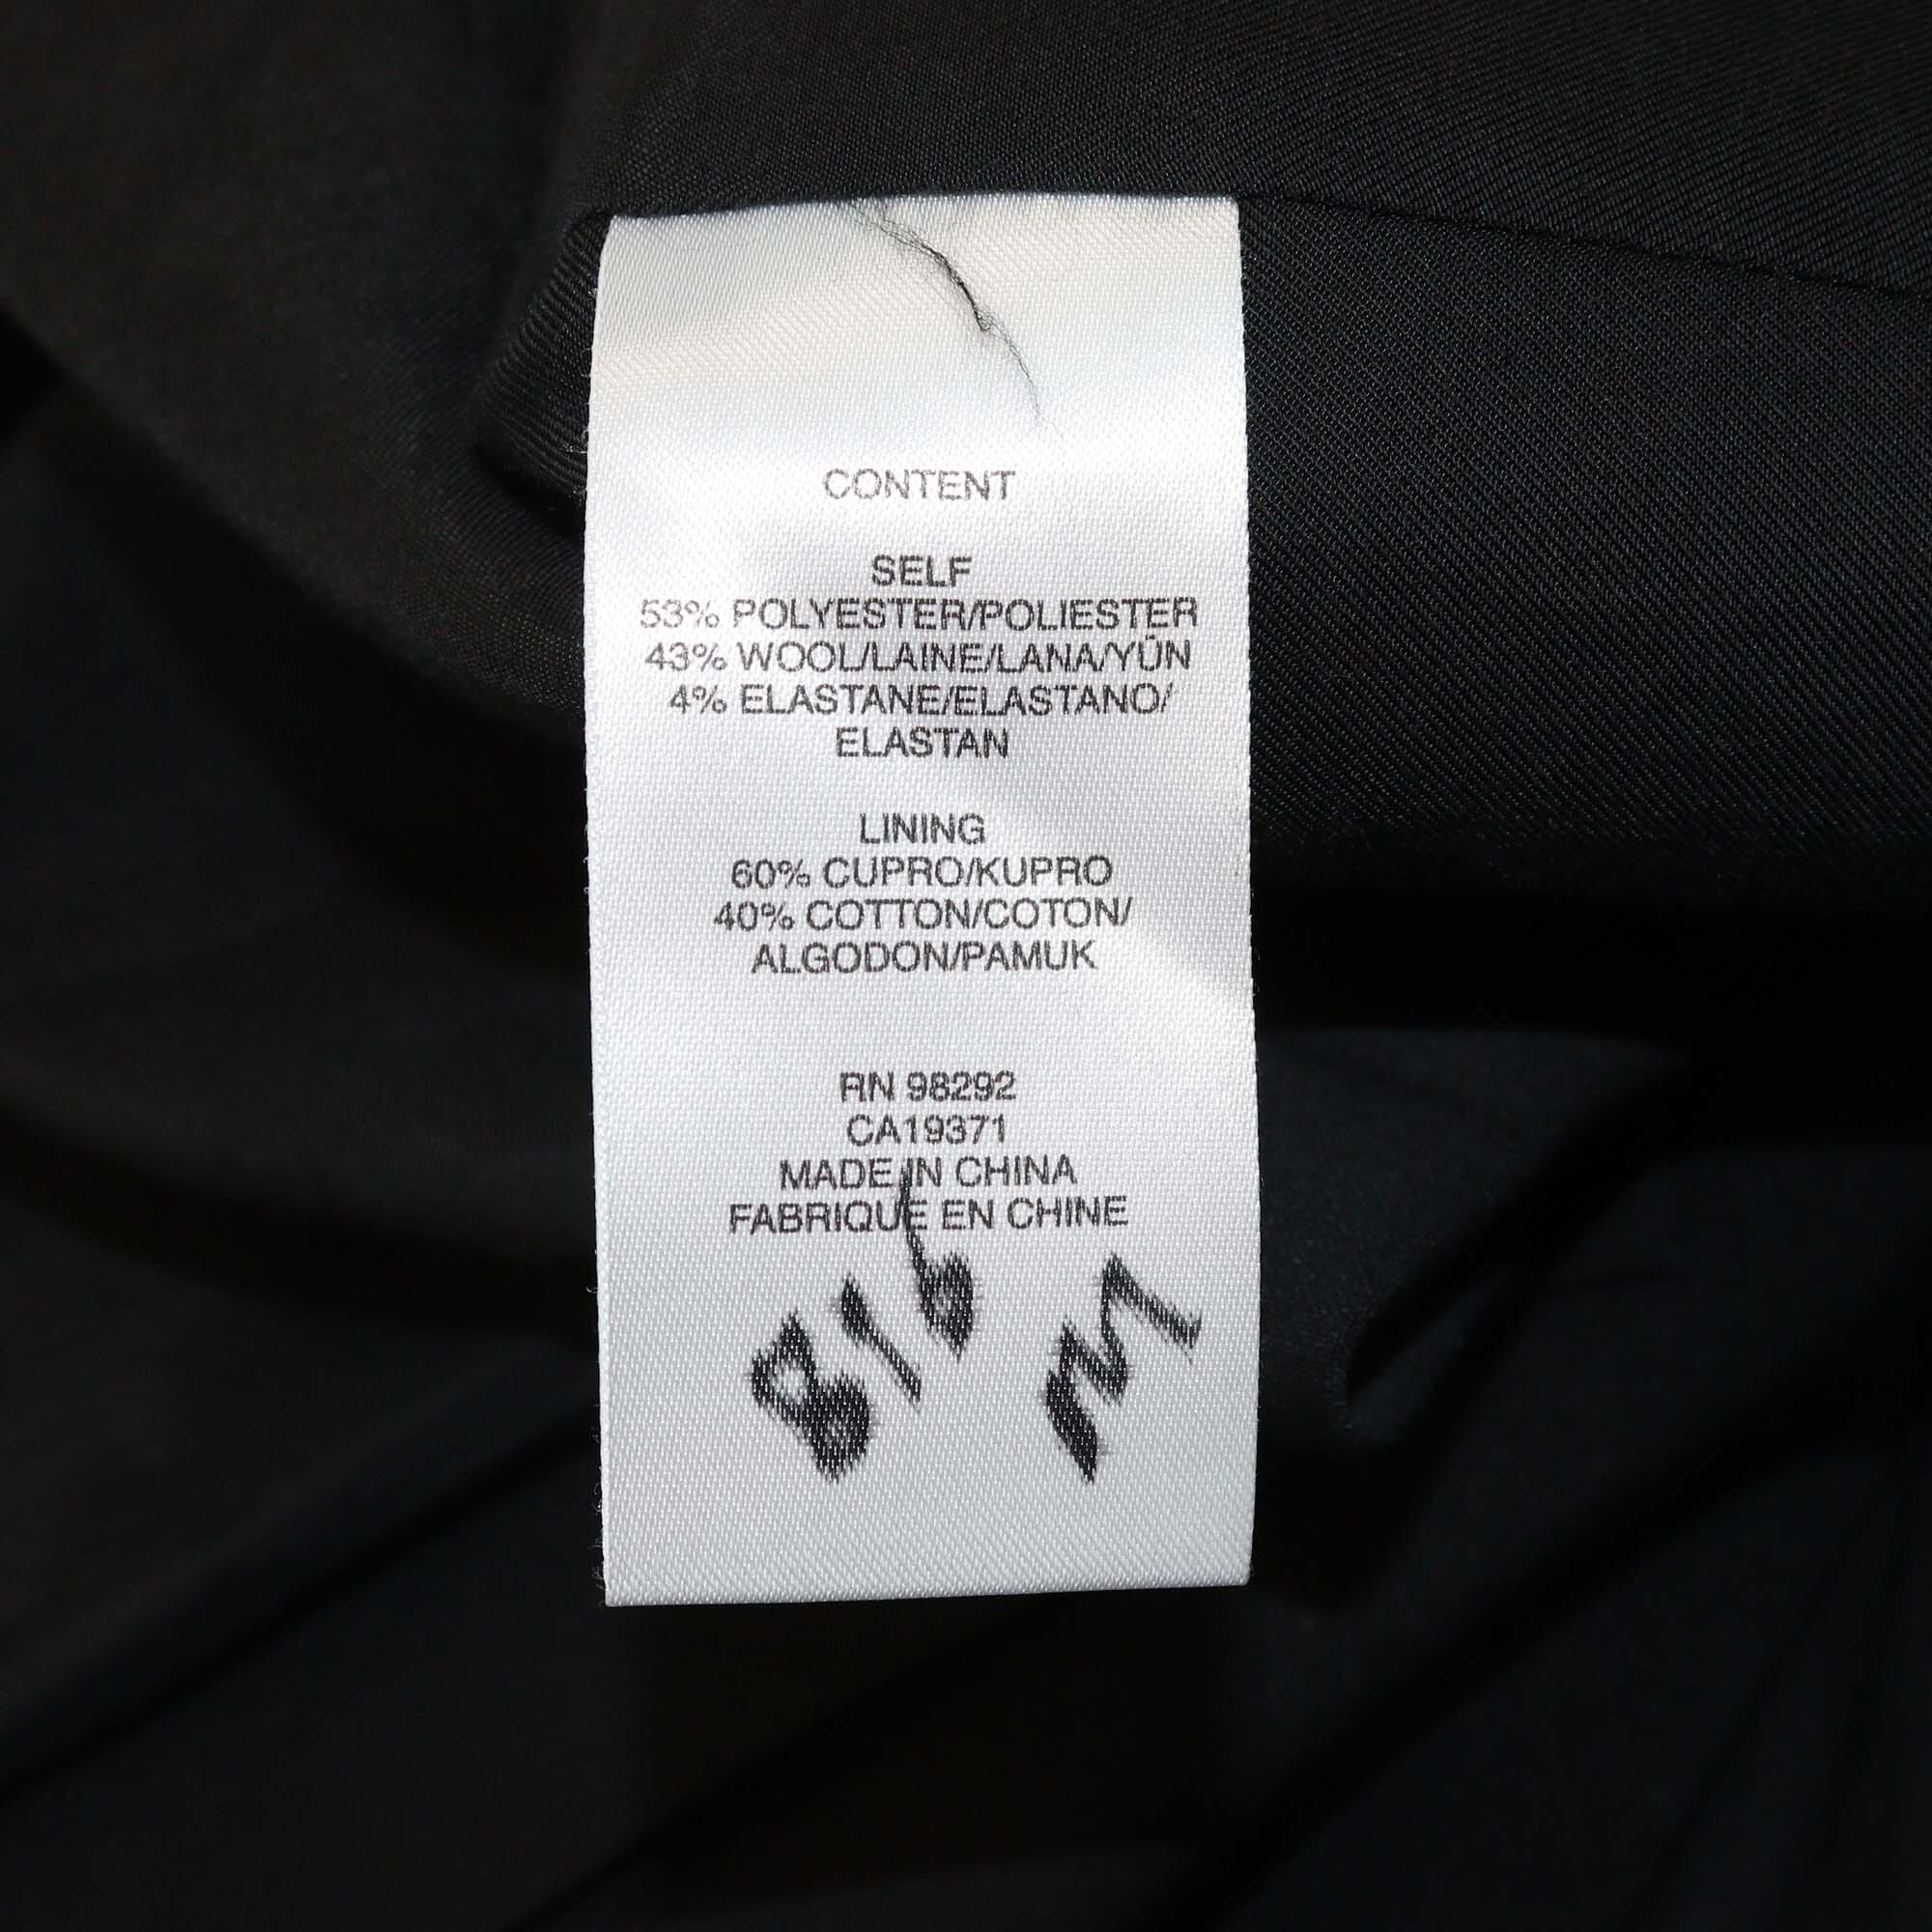 CONTENT
SELF
53% POLYESTER/POLIESTER
43% WOOL/LAINE/LANA/YŪN
4% ELASTANE/ELASTANO/
ELASTAN
LINING
60% CUPRO/KUPRO
40% COTTON/COTON/
ALGODON/PAMUK
RN 98292
CA19371
MADE IN CHINA
FABRIQUE EN CHINE
816 M